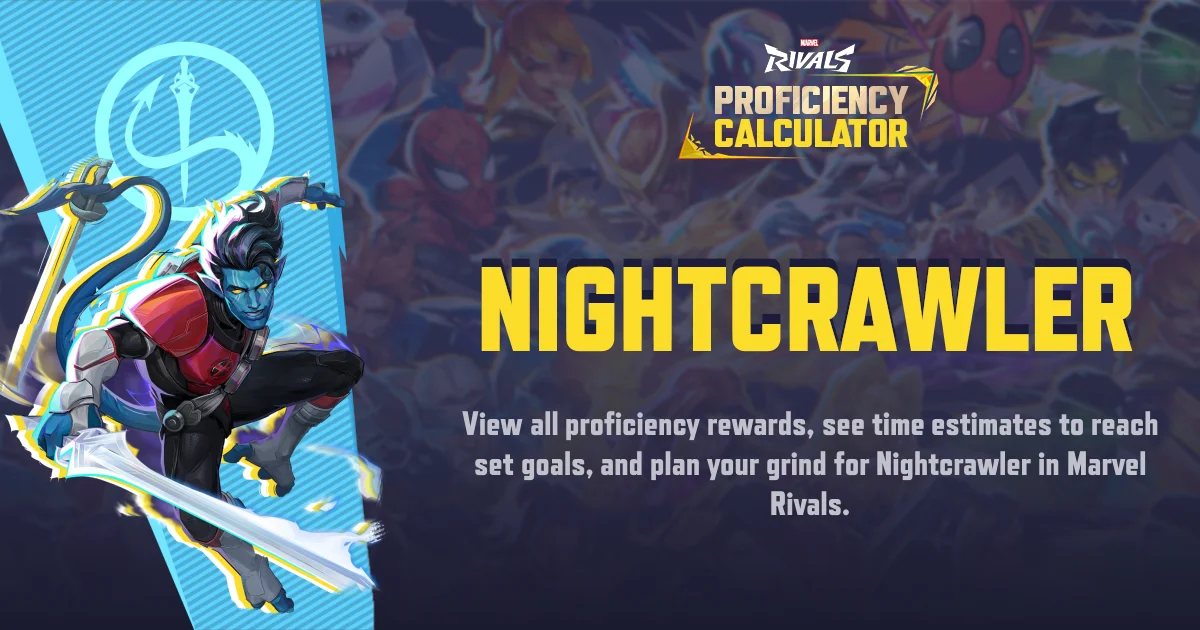 MARVEL
RIVALS
PROFICIENCY
CALCULATOR
NIGHTCRAWLER
View all proficiency rewards, see time estimates to reach
set goals, and plan your grind for Nightcrawler in Marvel
Rivals.